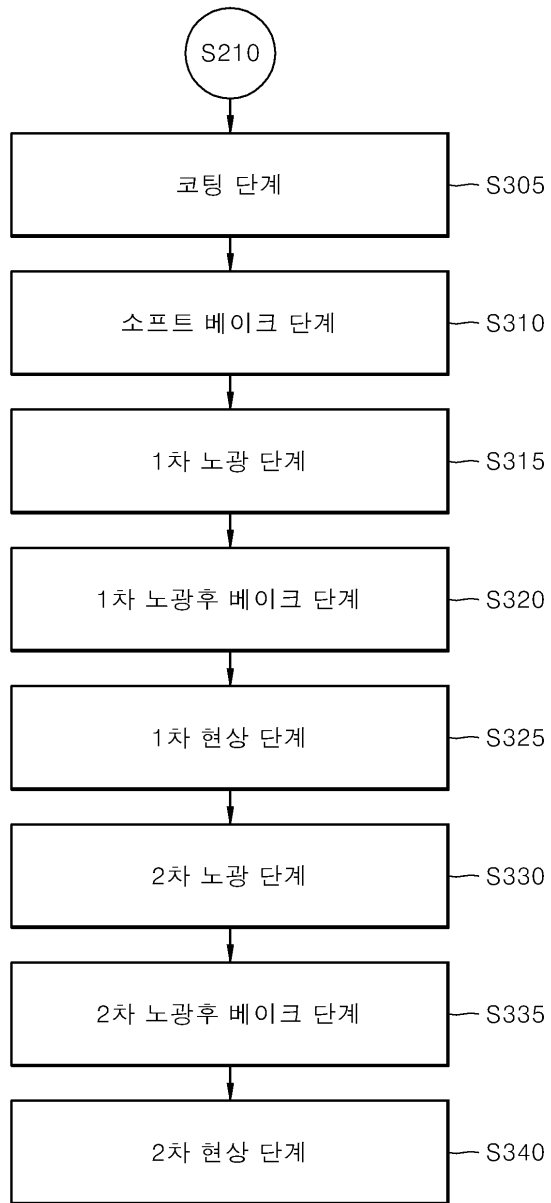 S210
코팅 단계
S305
소프트 베이크 단계
S310
1차 노광 단계
S315
1차 노광후 베이크 단계
S320
1차 현상 단계
S325
2차 노광 단계
S330
2차 노광후 베이크 단계
S335
2차 현상 단계
S340